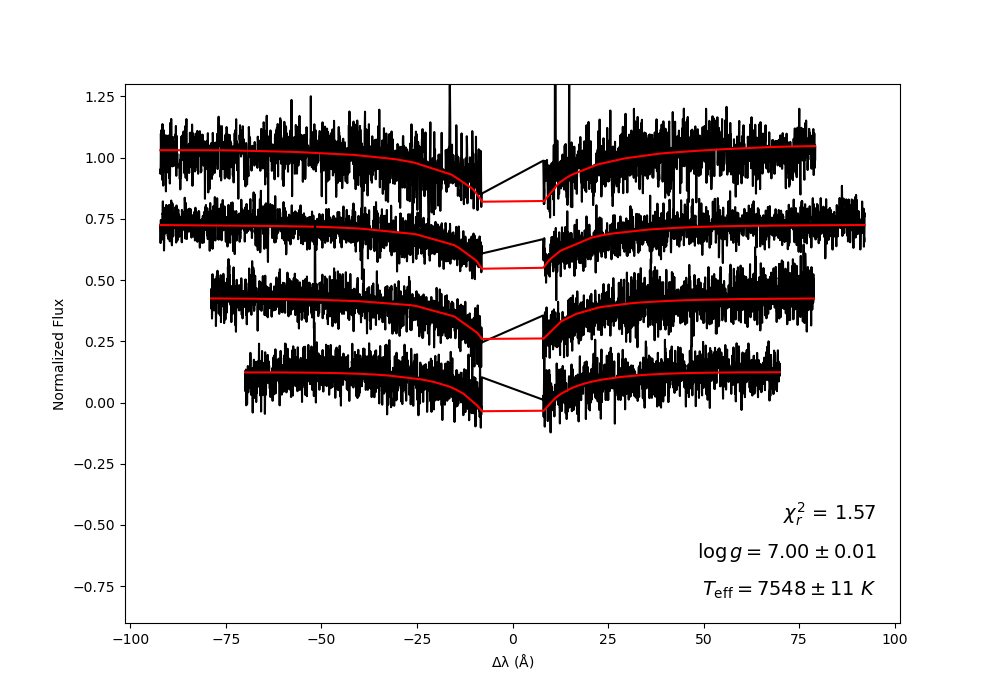 1.25
1.00
0.75
0.50
0.25
0.00
−0.25
−0.50
−0.75
Normalized Flux
χ²ᵣ = 1.57
log g = 7.00 ± 0.01
T_eff = 7548 ± 11 K
−100 −75 −50 −25 0 25 50 75 100
Δλ (Å)